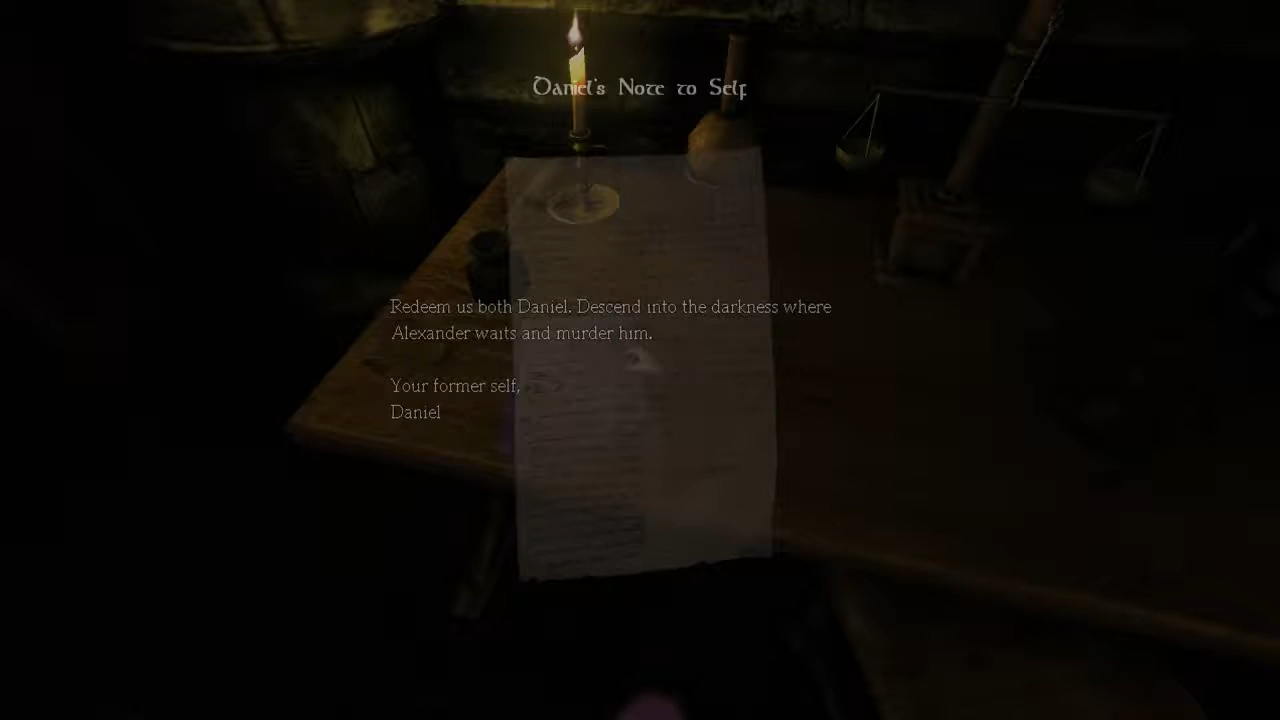 Daniel's Note to Self
Redeem us both Daniel. Descend into the darkness where
Alexander waits and murder him.
Your former self,
Daniel